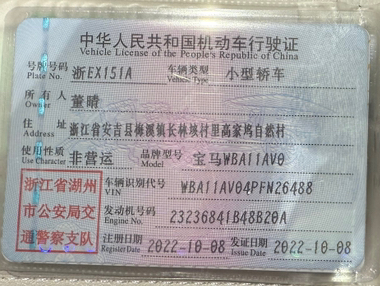 中华人民共和国机动车行驶证
Vehicle License of the People's Republic of China
号牌号码 浙EX151A 车辆类型 小型轿车
Plate No. Vehicle Type
所有人 董晴
Owner
住址 浙江省安吉县梅溪镇长林垓村里高豪坞自然村
Address
使用性质 非营运 品牌型号 宝马WBA11AV0
Use Character Model
浙江省湖州
市公安局交
通警察支队
车辆识别代号 WBA11AV04PFN26488
VIN
发动机号码 23236841B48B20A
Engine No.
注册日期 2022-10-08 发证日期 2022-10-08
Register Date Issue Date